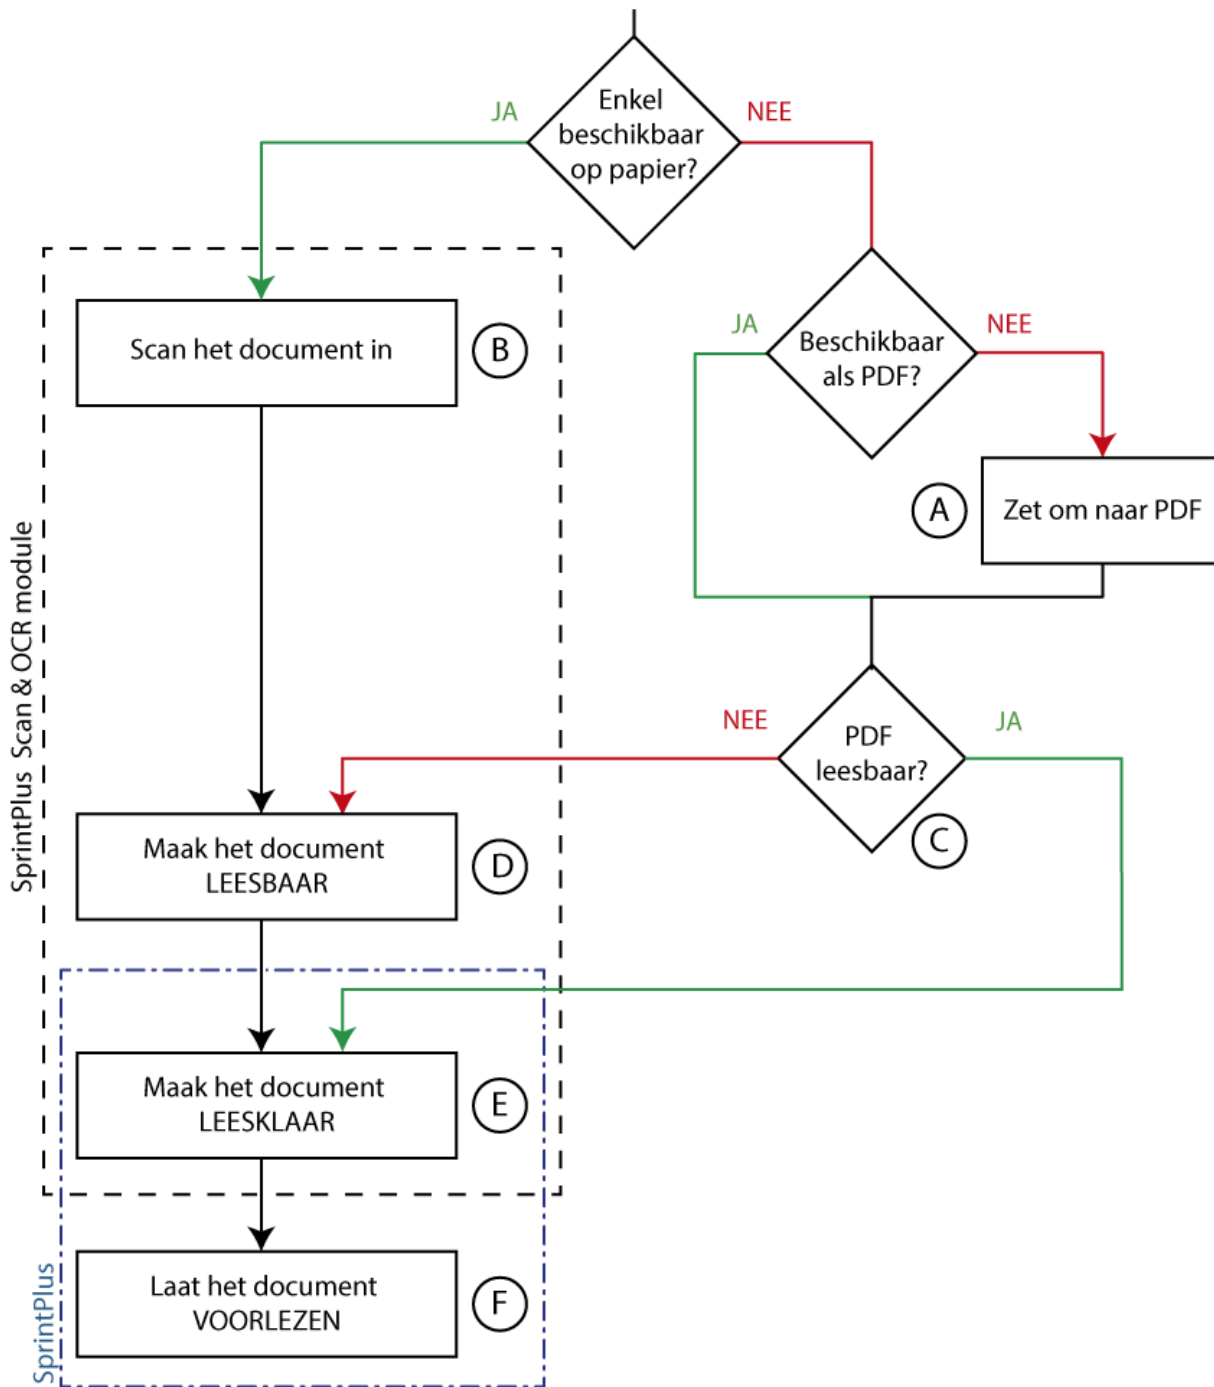 Enkel
beschikbaar
op papier?
JA
NEE
Scan het document in
B
Beschikbaar
als PDF?
JA
NEE
A
Zet om naar PDF
PDF
leesbaar?
NEE
JA
C
Maak het document
LEESBAAR
D
Maak het document
LEESKLAAR
E
Laat het document
VOORLEZEN
F
SprintPlus Scan & OCR module
SprintPlus